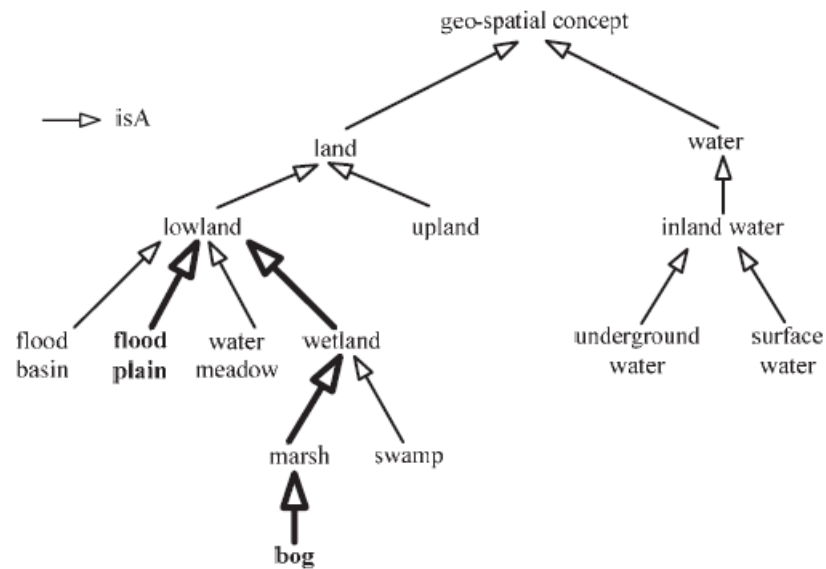 geo-spatial concept
isA
land
water
lowland
upland
inland water
flood
basin
flood
plain
water
meadow
wetland
underground
water
surface
water
marsh
swamp
bog